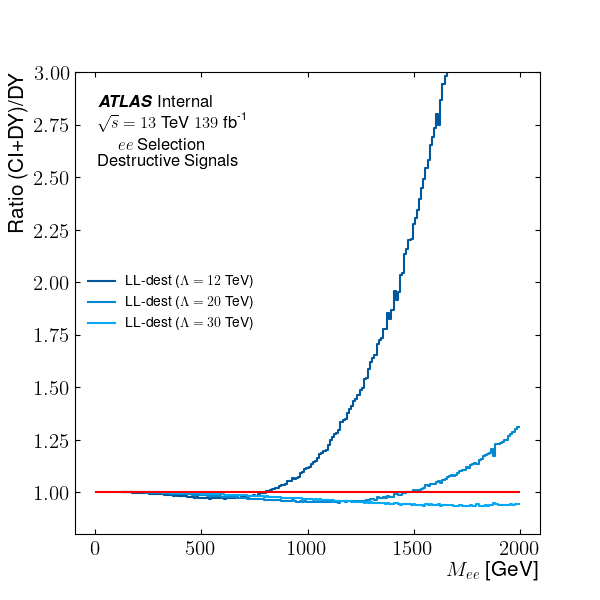 Ratio (CI+DY)/DY
3.00
2.75
2.50
2.25
2.00
1.75
1.50
1.25
1.00
ATLAS Internal
√s = 13 TeV 139 fb⁻¹
ee Selection
Destructive Signals
LL-dest (Λ = 12 TeV)
LL-dest (Λ = 20 TeV)
LL-dest (Λ = 30 TeV)
0 500 1000 1500 2000
M_ee [GeV]